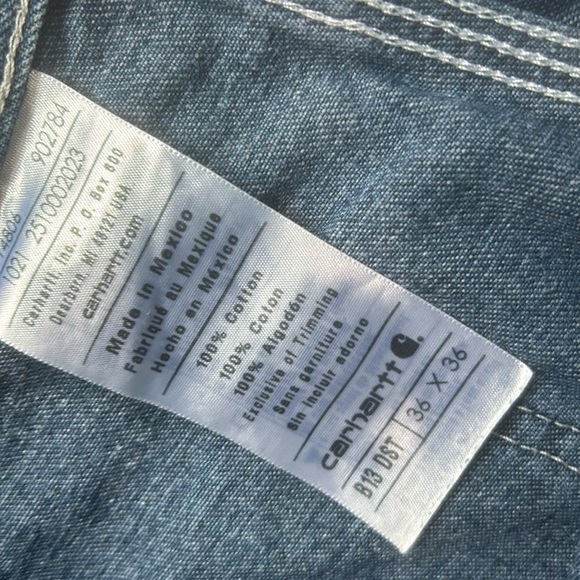 carhartt
B13 DST 36 X 36
100% Cotton
100% Coton
100% Algodón
Exclusive of Trimming
Sans garniture
Sin incluir adorno
Made in Mexico
Fabriqué au Mexique
Hecho en México
Carhartt, Inc. P. O. Box 600
Dearborn, MI 48121 USA
carhartt.com
902784
2510002023